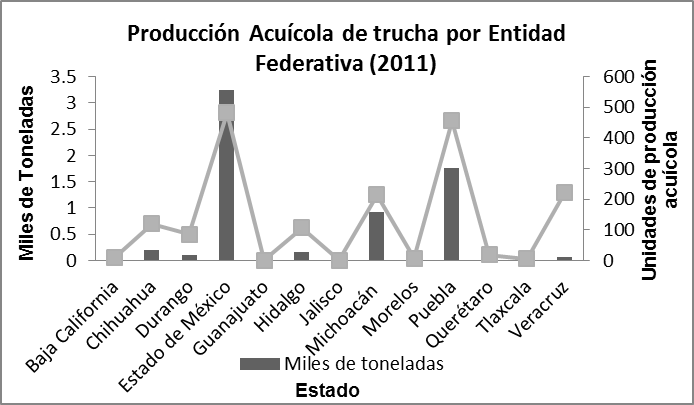 Producción Acuícola de trucha por Entidad
Federativa (2011)
Miles de Toneladas
3.5
3
2.5
2
1.5
1
0.5
0
600
500
400
300
200
100
0
Unidades de producción
acuícola
Baja California
Chihuahua
Durango
Estado de México
Guanajuato
Hidalgo
Jalisco
Michoacán
Morelos
Puebla
Querétaro
Tlaxcala
Veracruz
Miles de toneladas
Estado